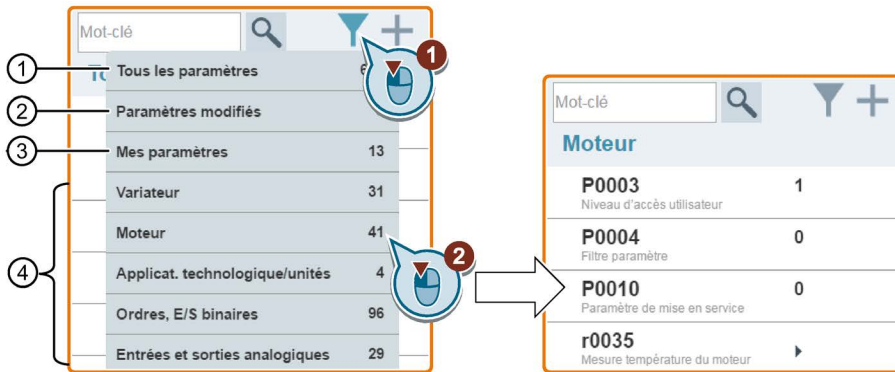 Mot-clé
1
① Tous les paramètres
② Paramètres modifiés
③ Mes paramètres 13
④
Variateur 31
Moteur 41
2
Applicat. technologique/unités 4
Ordres, E/S binaires 96
Entrées et sorties analogiques 29
Mot-clé
Moteur
P0003 1
Niveau d'accès utilisateur
P0004 0
Filtre paramètre
P0010 0
Paramètre de mise en service
r0035
Mesure température du moteur